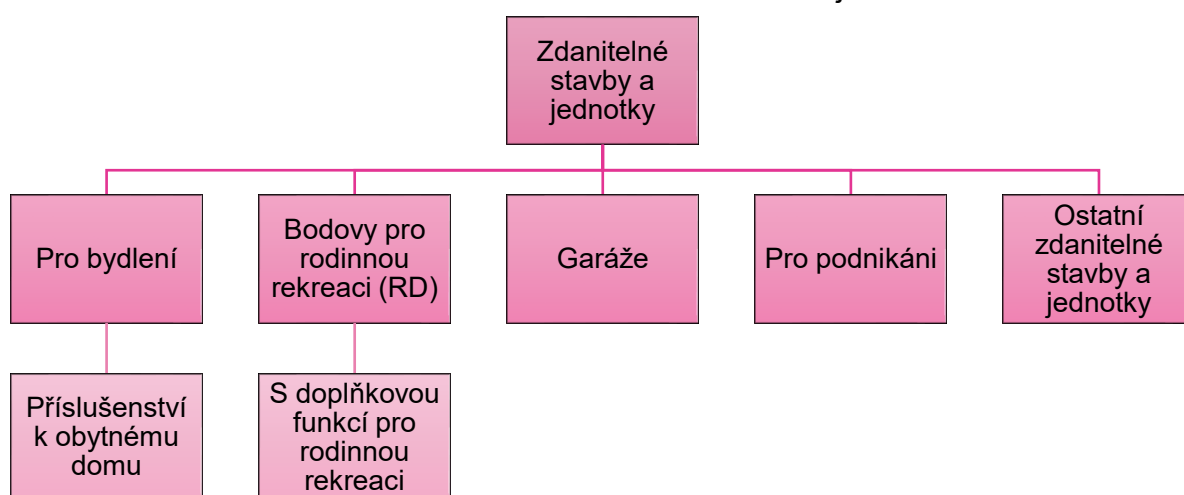 Zdanitelné
stavby a
jednotky
Pro bydlení
Bodovy pro
rodinnou
rekreaci (RD)
Garáže
Pro podnikáni
Ostatní
zdanitelné
stavby a
jednotky
Příslušenství
k obytnému
domu
S doplňkovou
funkcí pro
rodinnou
rekreaci